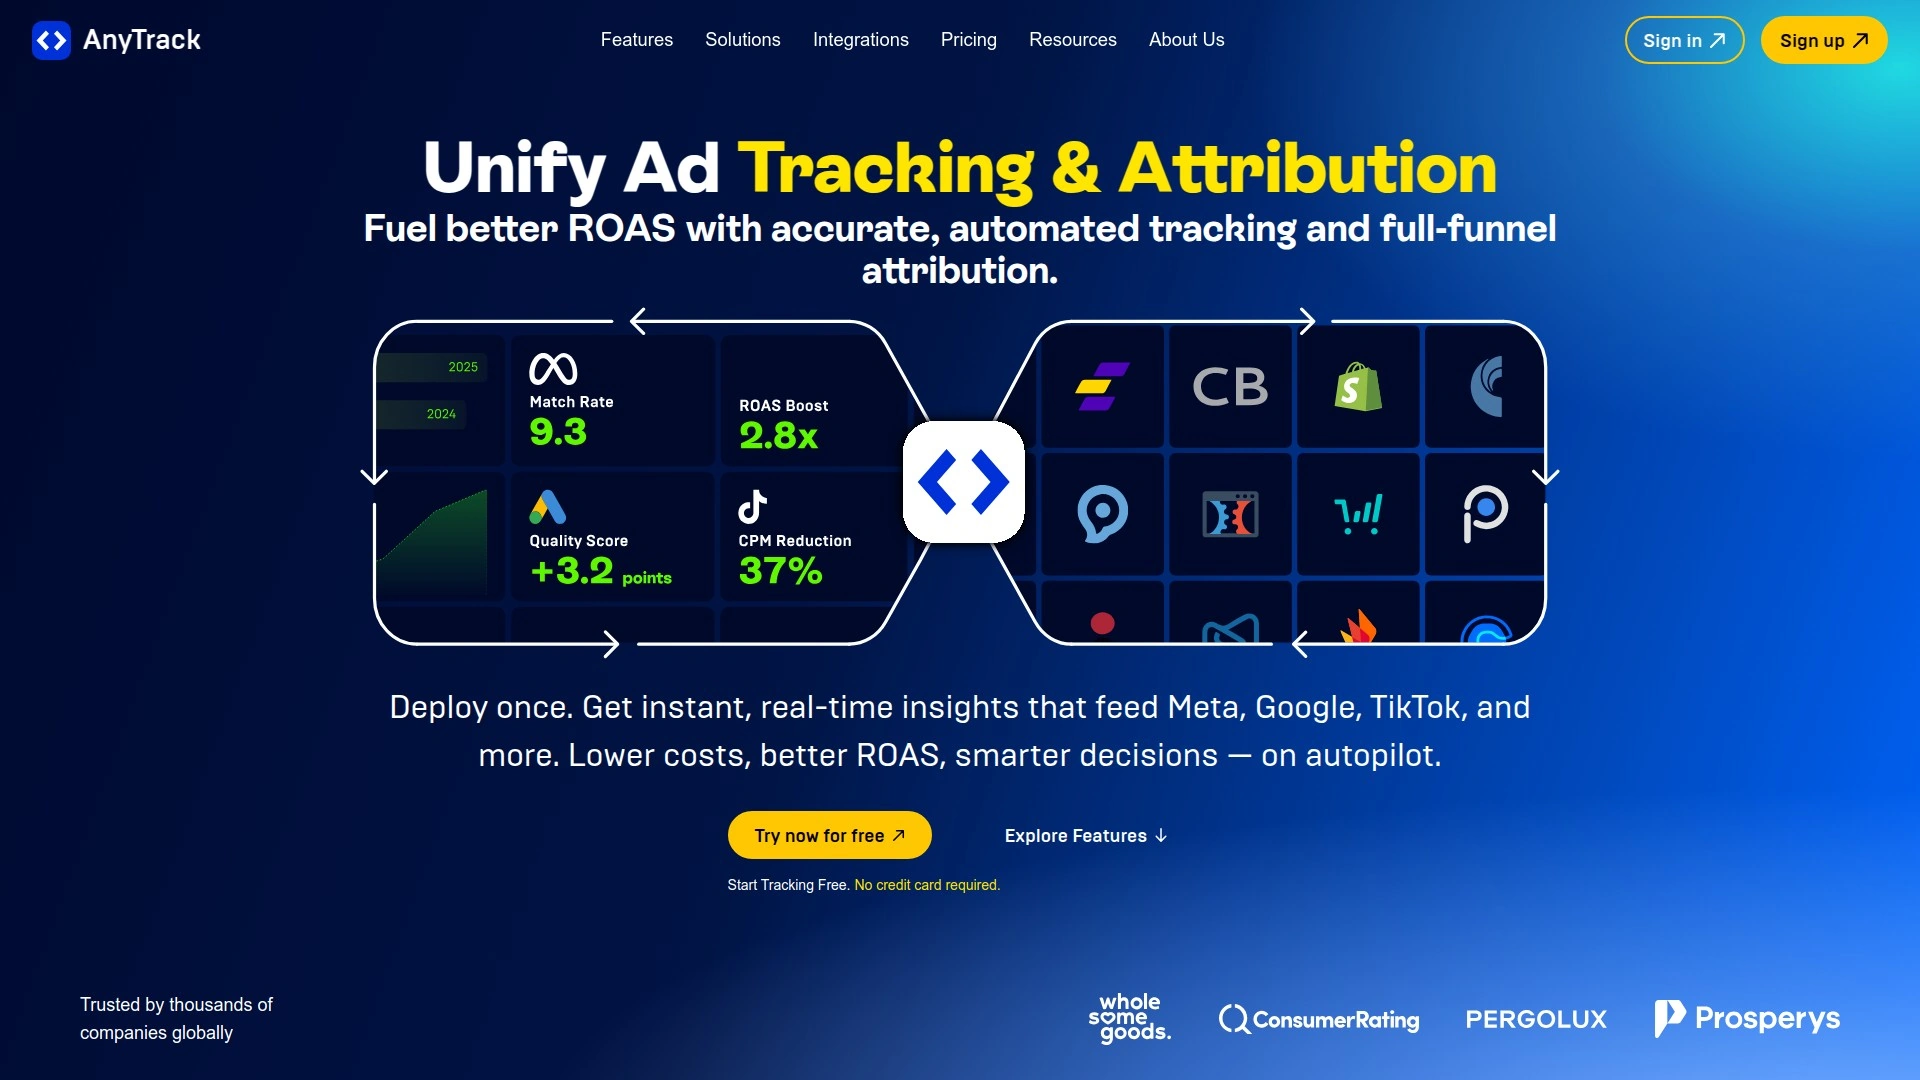 AnyTrack
Features
Solutions
Integrations
Pricing
Resources
About Us
Sign in
Sign up
Unify Ad Tracking & Attribution
Fuel better ROAS with accurate, automated tracking and full-funnel
attribution.
2025
2024
Match Rate
9.3
ROAS Boost
2.8x
Quality Score
+3.2 points
CPM Reduction
37%
CB
S
Deploy once. Get instant, real-time insights that feed Meta, Google, TikTok, and
more. Lower costs, better ROAS, smarter decisions — on autopilot.
Try now for free
Explore Features
Start Tracking Free. No credit card required.
Trusted by thousands of
companies globally
whole
some
goods.
ConsumerRating
PERGOLUX
Prosperys